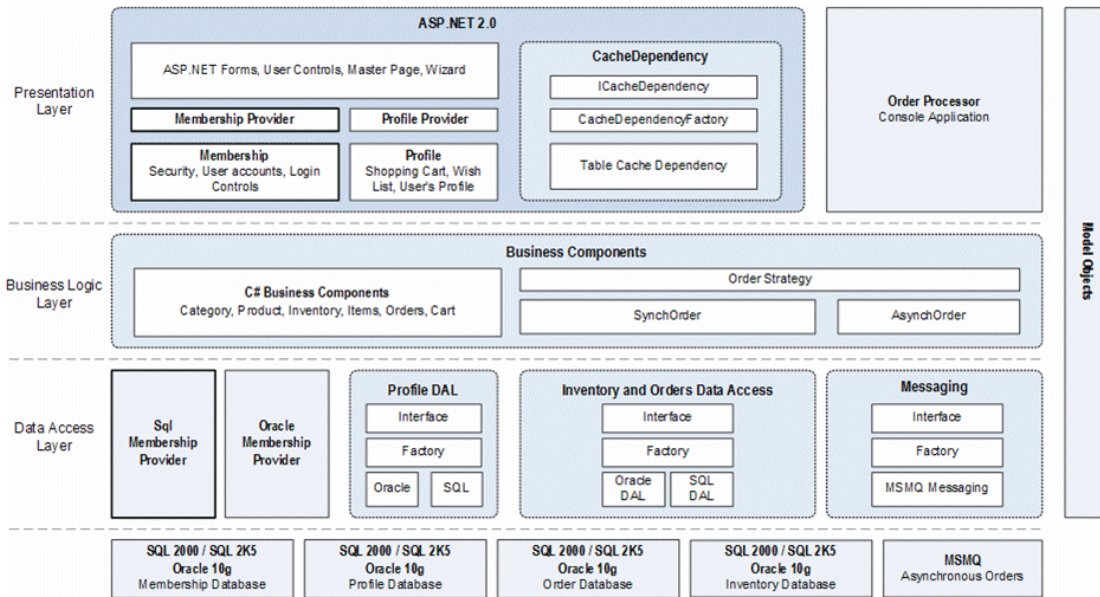 ASP.NET 2.0
Presentation
Layer
ASP.NET Forms, User Controls, Master Page, Wizard
Membership Provider
Profile Provider
Membership
Security, User accounts, Login
Controls
Profile
Shopping Cart, Wish
List, User's Profile
CacheDependency
ICacheDependency
CacheDependencyFactory
Table Cache Dependency
Order Processor
Console Application
Model Objects
Business Logic
Layer
Business Components
C# Business Components
Category, Product, Inventory, Items, Orders, Cart
Order Strategy
SynchOrder
AsynchOrder
Data Access
Layer
Sql
Membership
Provider
Oracle
Membership
Provider
Profile DAL
Interface
Factory
Oracle
SQL
Inventory and Orders Data Access
Interface
Factory
Oracle
DAL
SQL
DAL
Messaging
Interface
Factory
MSMQ Messaging
SQL 2000 / SQL 2K5
Oracle 10g
Membership Database
SQL 2000 / SQL 2K5
Oracle 10g
Profile Database
SQL 2000 / SQL 2K5
Oracle 10g
Order Database
SQL 2000 / SQL 2K5
Oracle 10g
Inventory Database
MSMQ
Asynchronous Orders